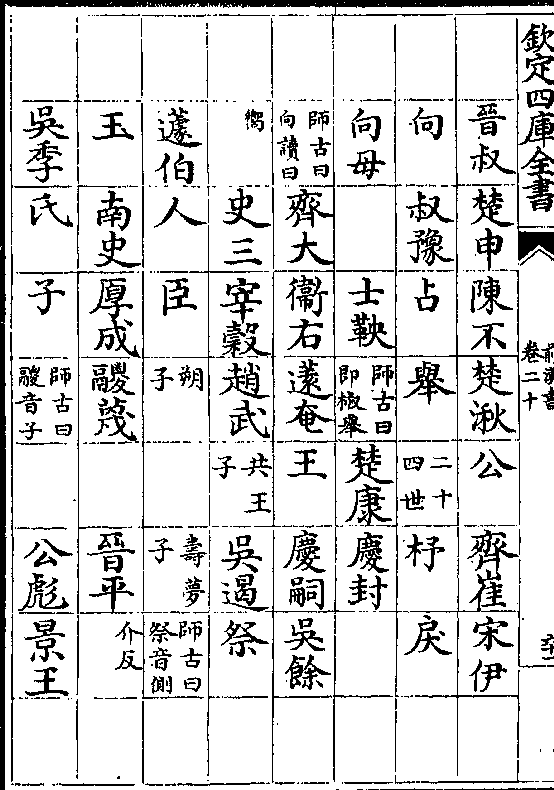 欽定四庫全書
前漢書
卷二十
晉叔 楚申 陳不 楚湫 公 齊崔 宋伊
向 叔豫 占 舉 二十四世 杼 戾
向母 士鞅 師古曰即椒舉 楚康 慶封
師古曰向讀曰 齊大 衞右 蘧奄 王 慶嗣 吳餘
嚮 史三 宰穀 趙武 共王子 吳遏 祭
蘧伯 人 臣 朔子 壽夢子 師古曰祭音側
玉 南史 厚成 鬷蔑 晉平 介反
吳季 氏 子 師古曰鬷音子 公彪 景王